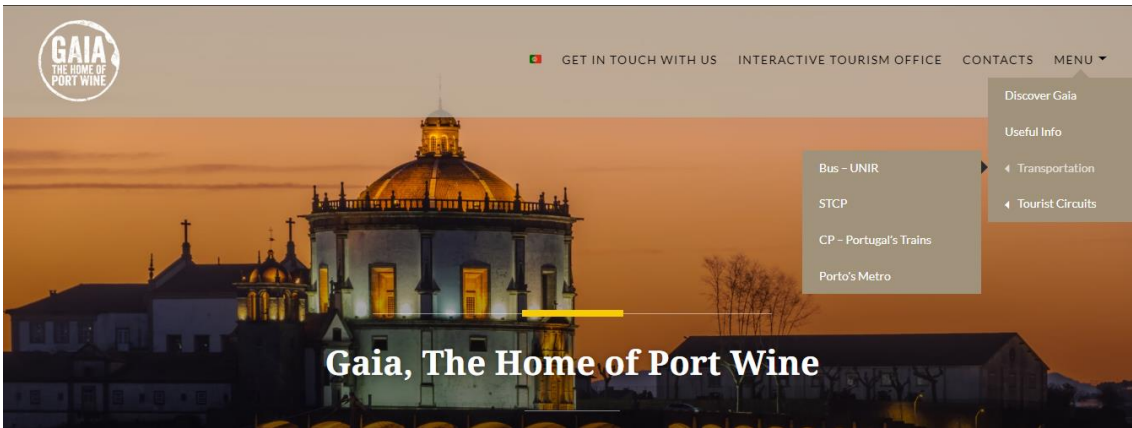 GAIA
THE HOME OF
PORT WINE
GET IN TOUCH WITH US
INTERACTIVE TOURISM OFFICE
CONTACTS
MENU
Discover Gaia
Useful Info
Transportation
Tourist Circuits
Bus – UNIR
STCP
CP – Portugal's Trains
Porto's Metro
Gaia, The Home of Port Wine